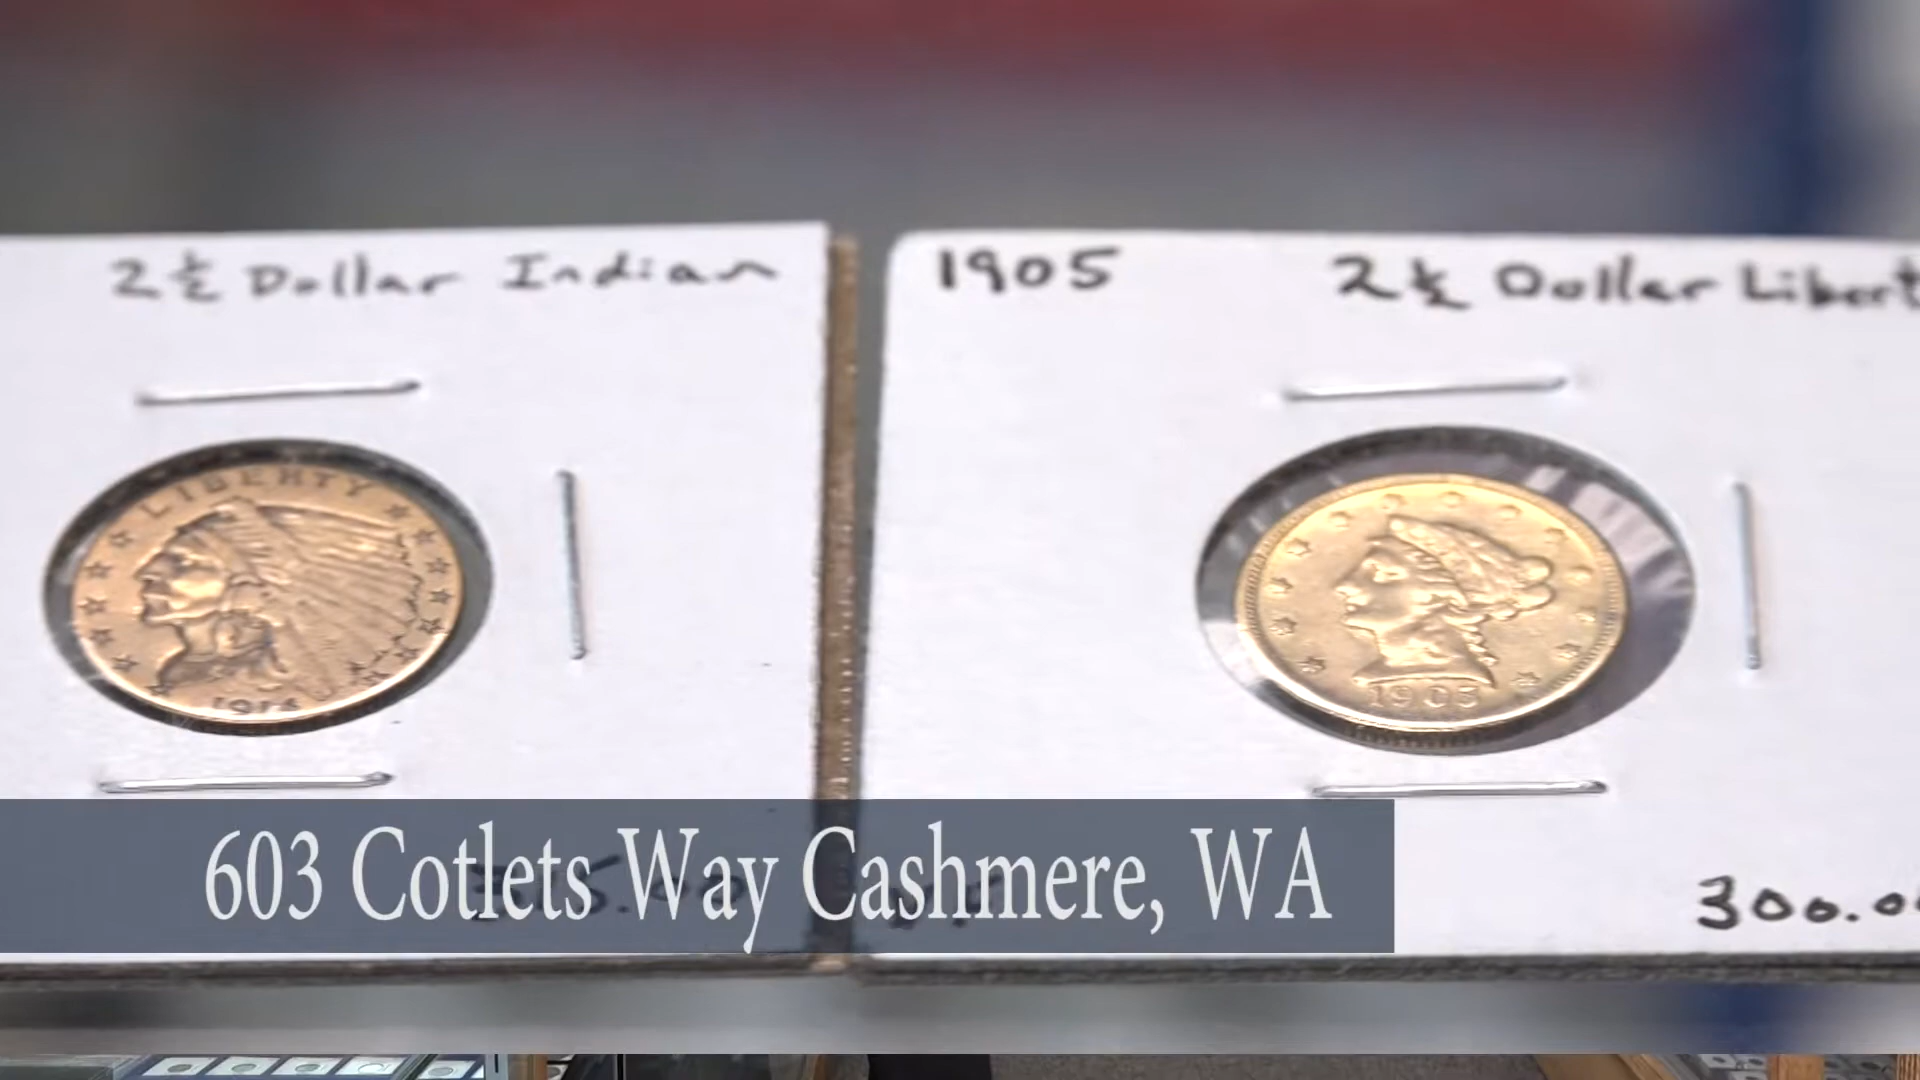 2½ Dollar Indian
1905 2½ Dollar Libert
LIBERTY
1905
300.0
603 Cotlets Way Cashmere, WA